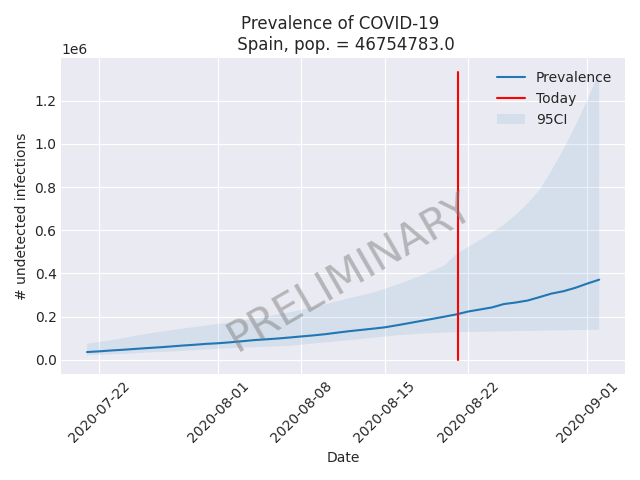 Prevalence of COVID-19
Spain, pop. = 46754783.0
1e6
Prevalence
Today
95CI
1.2
1.0
0.8
0.6
0.4
0.2
0.0
# undetected infections
PRELIMINARY
2020-07-22
2020-08-01
2020-08-08
2020-08-15
2020-08-22
2020-09-01
Date